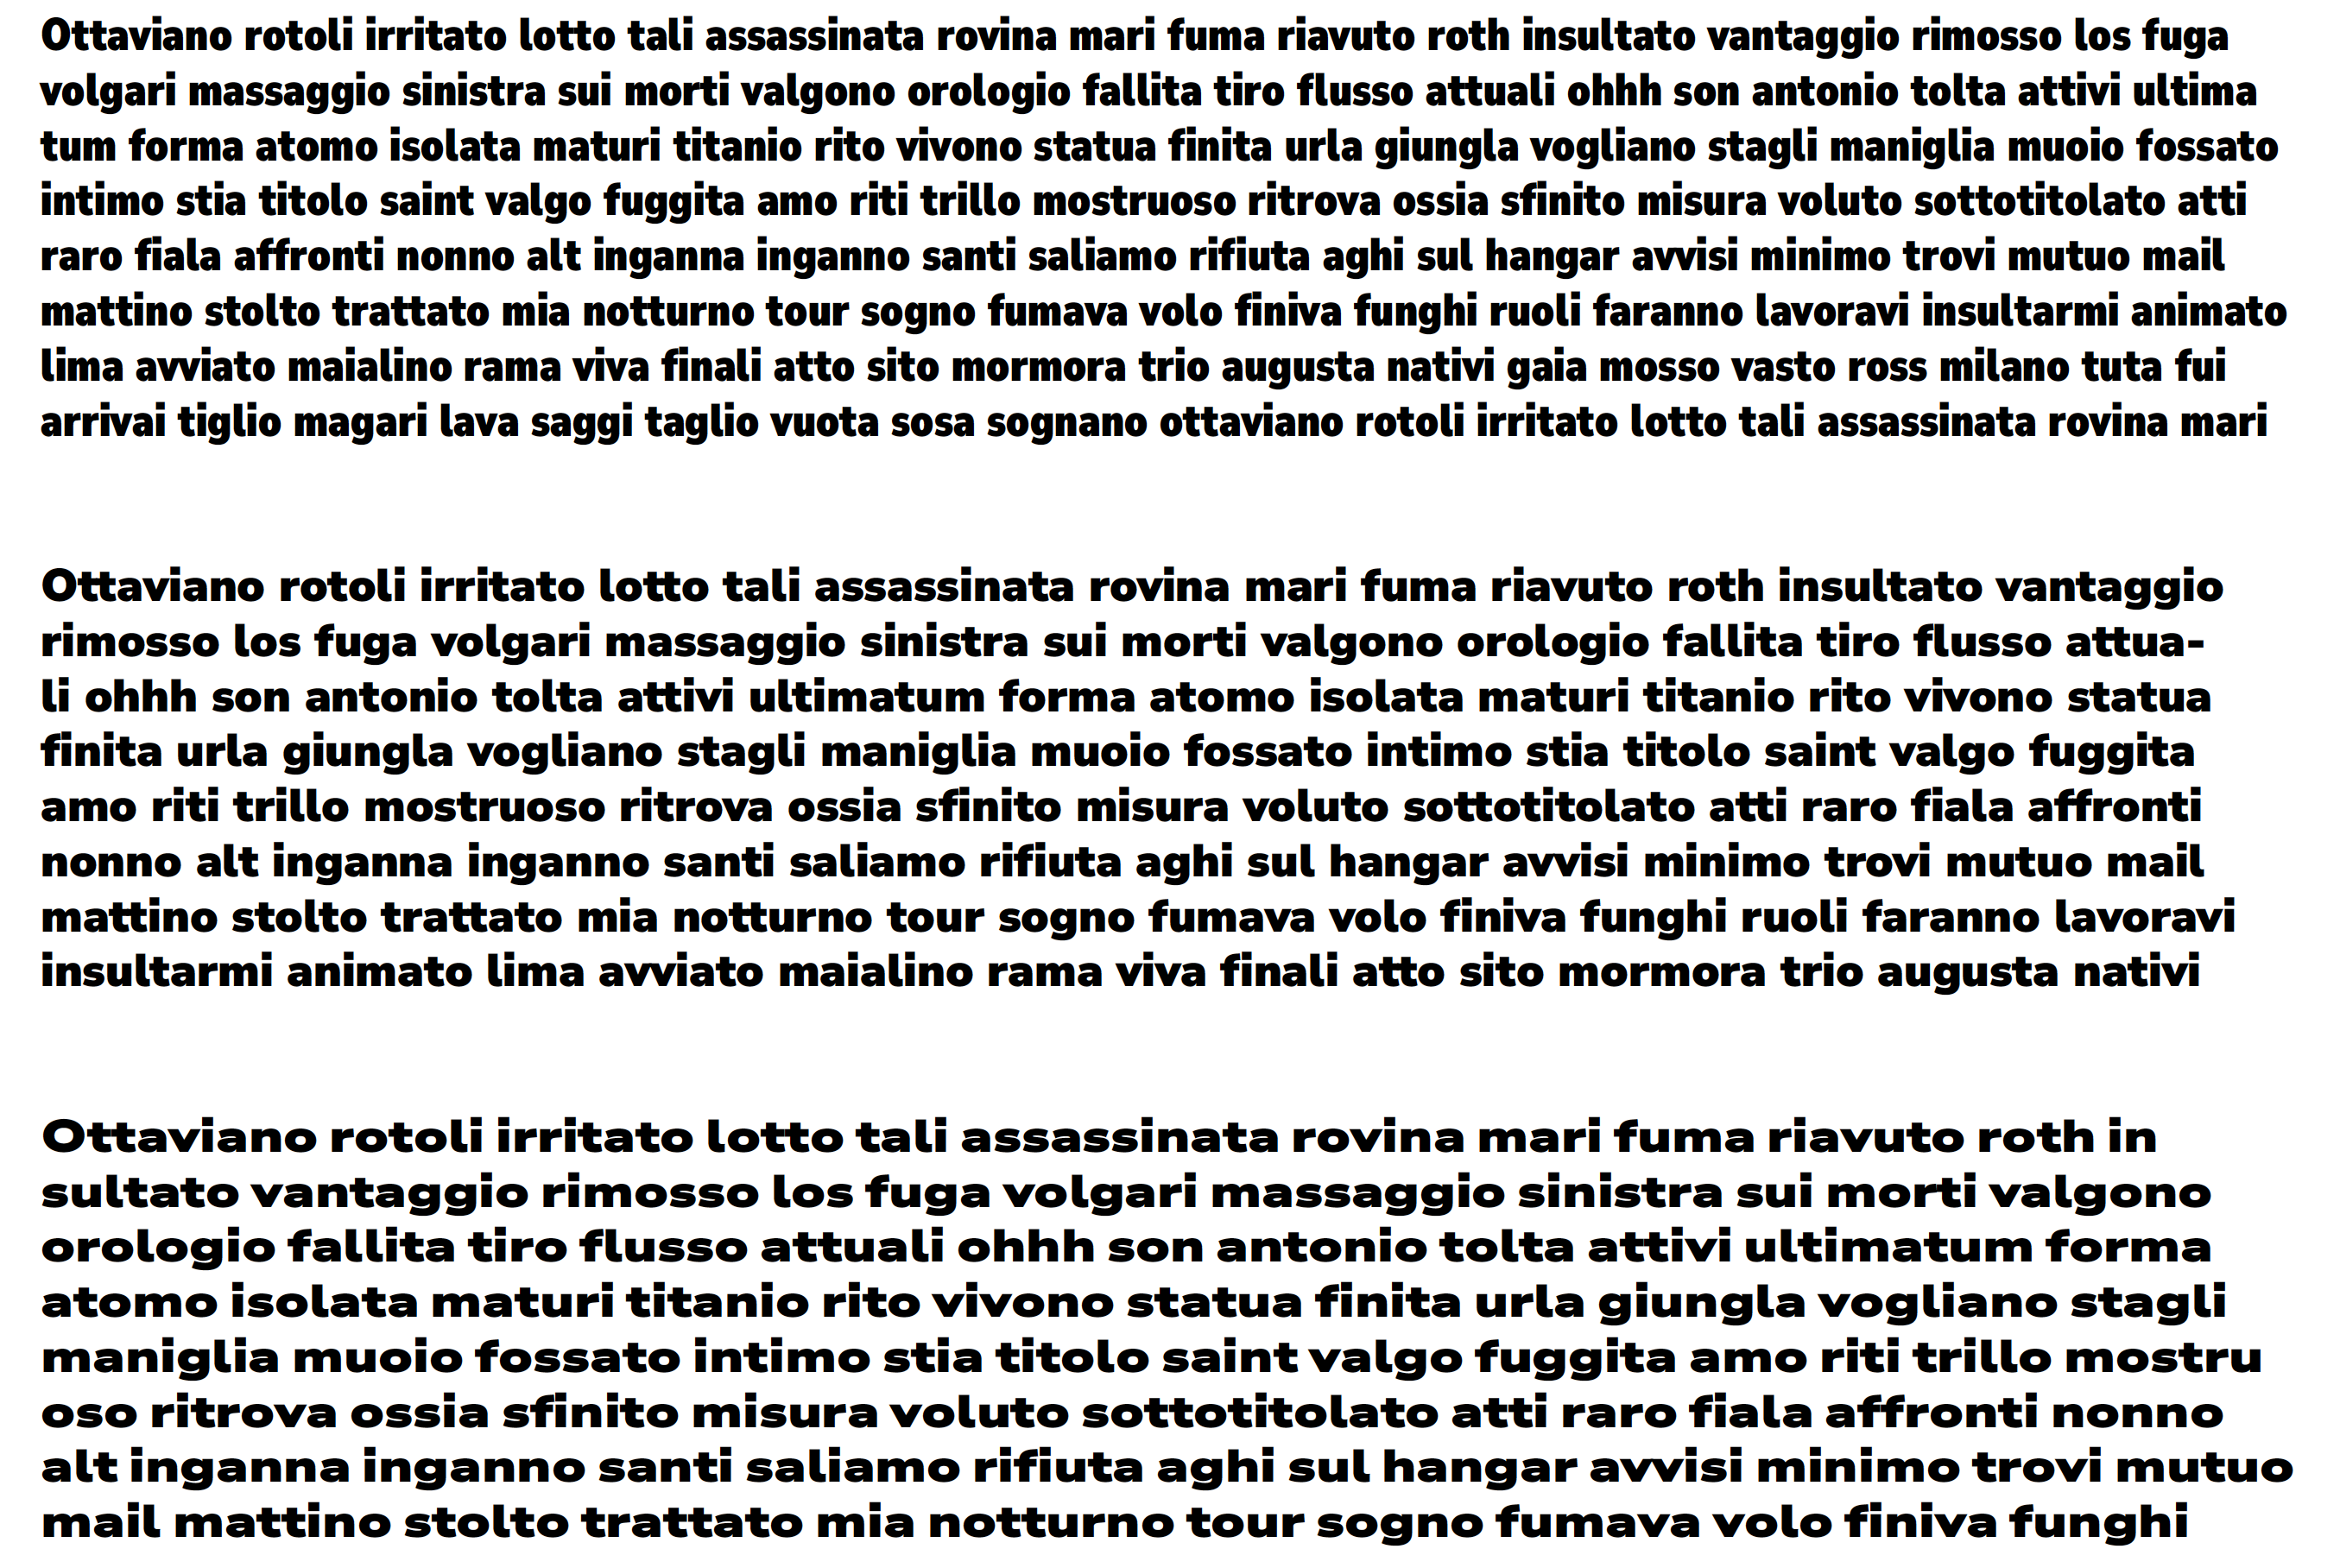 Ottaviano rotoli irritato lotto tali assassinata rovina mari fuma riavuto roth insultato vantaggio rimosso los fuga
volgari massaggio sinistra sui morti valgono orologio fallita tiro flusso attuali ohhh son antonio tolta attivi ultima
tum forma atomo isolata maturi titanio rito vivono statua finita urla giungla vogliano stagli maniglia muoio fossato
intimo stia titolo saint valgo fuggita amo riti trillo mostruoso ritrova ossia sfinito misura voluto sottotitolato atti
raro fiala affronti nonno alt inganna inganno santi saliamo rifiuta aghi sul hangar avvisi minimo trovi mutuo mail
mattino stolto trattato mia notturno tour sogno fumava volo finiva funghi ruoli faranno lavoravi insultarmi animato
lima avviato maialino rama viva finali atto sito mormora trio augusta nativi gaia mosso vasto ross milano tuta fui
arrivai tiglio magari lava saggi taglio vuota sosa sognano ottaviano rotoli irritato lotto tali assassinata rovina mari
Ottaviano rotoli irritato lotto tali assassinata rovina mari fuma riavuto roth insultato vantaggio
rimosso los fuga volgari massaggio sinistra sui morti valgono orologio fallita tiro flusso attua-
li ohhh son antonio tolta attivi ultimatum forma atomo isolata maturi titanio rito vivono statua
finita urla giungla vogliano stagli maniglia muoio fossato intimo stia titolo saint valgo fuggita
amo riti trillo mostruoso ritrova ossia sfinito misura voluto sottotitolato atti raro fiala affronti
nonno alt inganna inganno santi saliamo rifiuta aghi sul hangar avvisi minimo trovi mutuo mail
mattino stolto trattato mia notturno tour sogno fumava volo finiva funghi ruoli faranno lavoravi
insultarmi animato lima avviato maialino rama viva finali atto sito mormora trio augusta nativi
Ottaviano rotoli irritato lotto tali assassinata rovina mari fuma riavuto roth in
sultato vantaggio rimosso los fuga volgari massaggio sinistra sui morti valgono
orologio fallita tiro flusso attuali ohhh son antonio tolta attivi ultimatum forma
atomo isolata maturi titanio rito vivono statua finita urla giungla vogliano stagli
maniglia muoio fossato intimo stia titolo saint valgo fuggita amo riti trillo mostru
oso ritrova ossia sfinito misura voluto sottotitolato atti raro fiala affronti nonno
alt inganna inganno santi saliamo rifiuta aghi sul hangar avvisi minimo trovi mutuo
mail mattino stolto trattato mia notturno tour sogno fumava volo finiva funghi